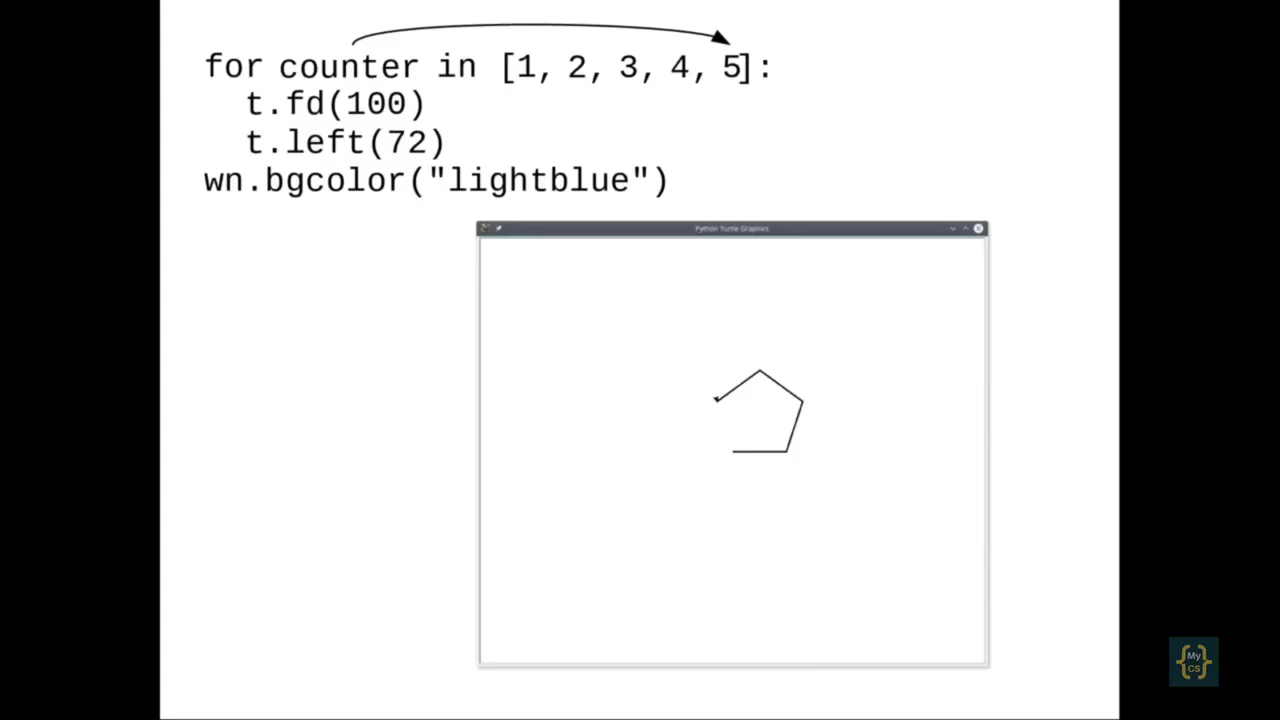 for counter in [1, 2, 3, 4, 5]:
t.fd(100)
t.left(72)
wn.bgcolor("lightblue")
Python Turtle Graphics
{My
CS}